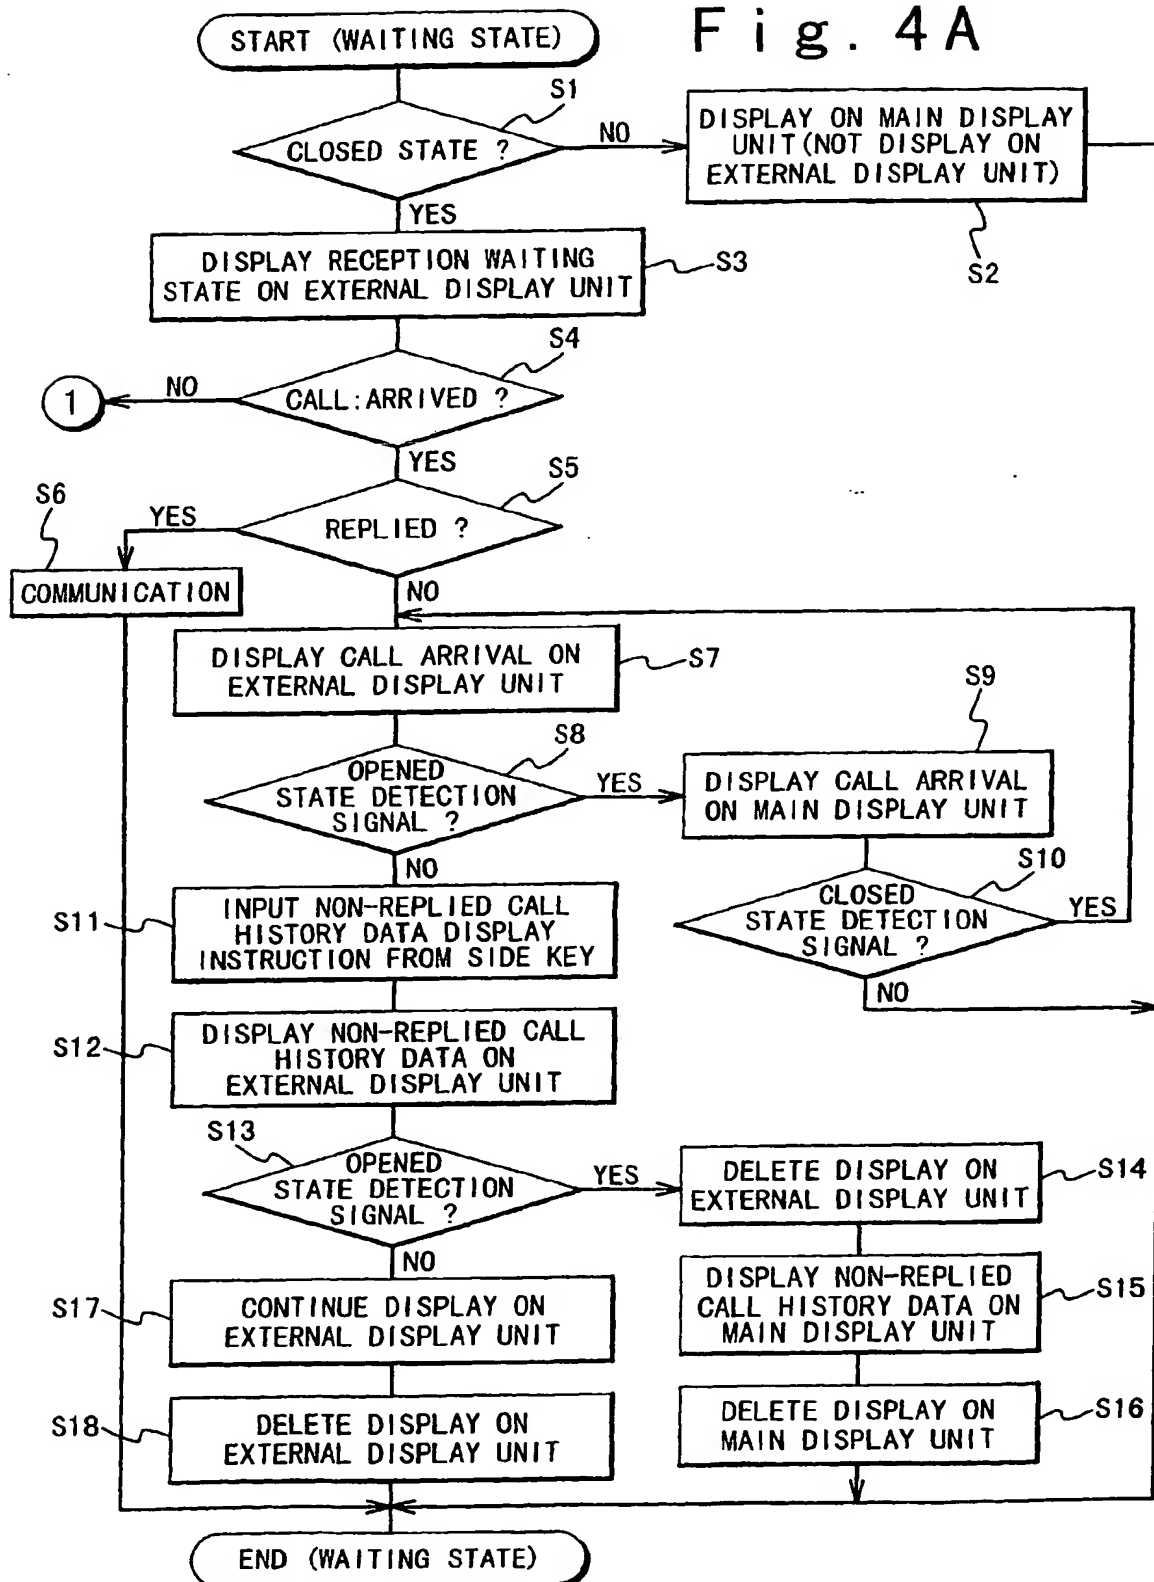 Fig. 4A
START (WAITING STATE)
S1
CLOSED STATE ?
NO
DISPLAY ON MAIN DISPLAY
UNIT(NOT DISPLAY ON
EXTERNAL DISPLAY UNIT)
S2
YES
DISPLAY RECEPTION WAITING
STATE ON EXTERNAL DISPLAY UNIT
S3
S4
CALL:ARRIVED ?
NO
1
YES
S5
REPLIED ?
YES
S6
COMMUNICATION
NO
DISPLAY CALL ARRIVAL ON
EXTERNAL DISPLAY UNIT
S7
S8
OPENED
STATE DETECTION
SIGNAL ?
YES
S9
DISPLAY CALL ARRIVAL
ON MAIN DISPLAY UNIT
S10
CLOSED
STATE DETECTION
SIGNAL ?
YES
NO
NO
S11
INPUT NON-REPLIED CALL
HISTORY DATA DISPLAY
INSTRUCTION FROM SIDE KEY
S12
DISPLAY NON-REPLIED CALL
HISTORY DATA ON
EXTERNAL DISPLAY UNIT
S13
OPENED
STATE DETECTION
SIGNAL ?
YES
DELETE DISPLAY ON
EXTERNAL DISPLAY UNIT
S14
DISPLAY NON-REPLIED
CALL HISTORY DATA ON
MAIN DISPLAY UNIT
S15
DELETE DISPLAY ON
MAIN DISPLAY UNIT
S16
NO
S17
CONTINUE DISPLAY ON
EXTERNAL DISPLAY UNIT
S18
DELETE DISPLAY ON
EXTERNAL DISPLAY UNIT
END (WAITING STATE)